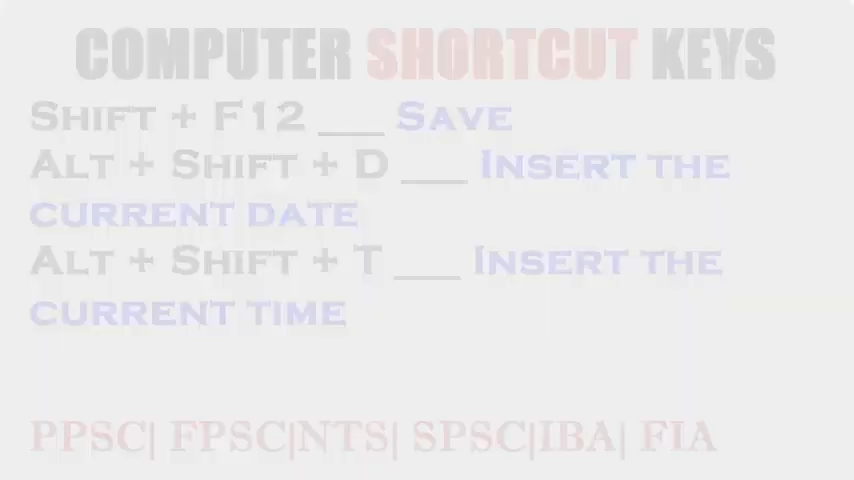 COMPUTER SHORTCUT KEYS
Shift + F12 ___ Save
Alt + Shift + D ___ Insert the
current date
Alt + Shift + T ___ Insert the
current time
PPSC| FPSC|NTS| SPSC|IBA| FIA